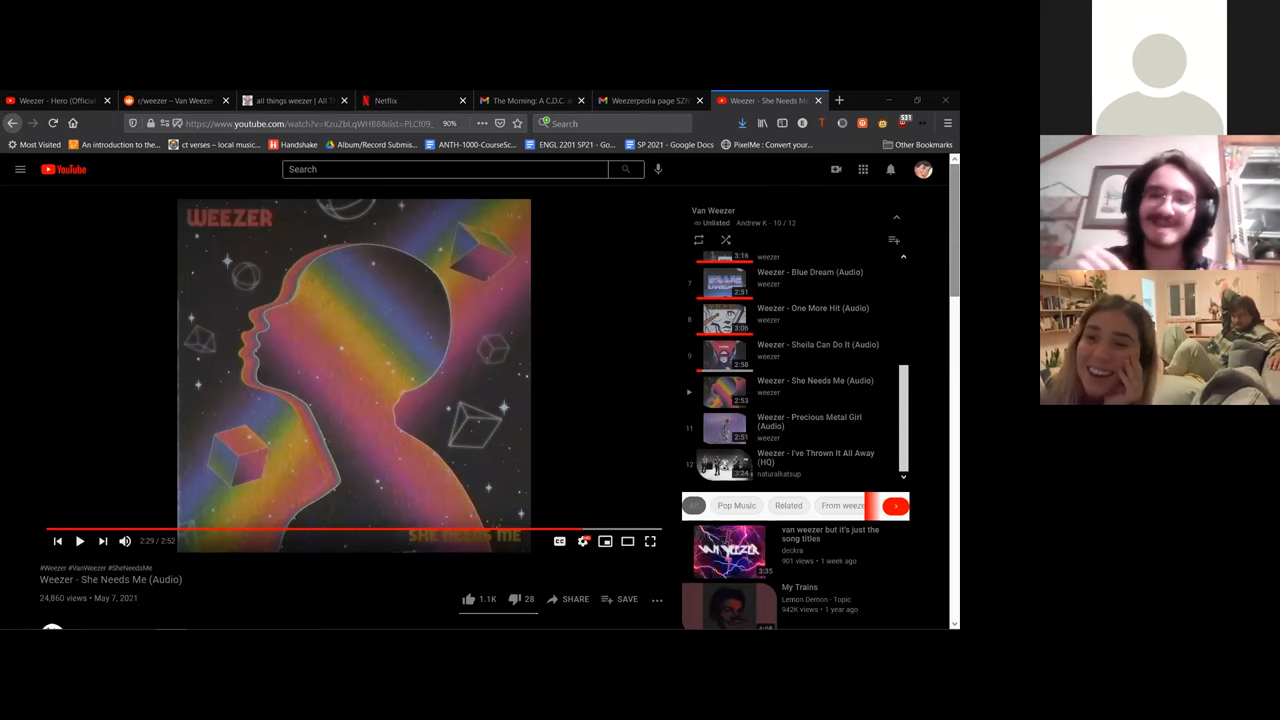 Weezer - Hero (Official
r/weezer – Van Weezer
all things weezer | All T
Netflix
The Morning: A C.D.C. a
Weezerpedia page SZN
Weezer - She Needs Me
90%
Search
531
Most Visited
An introduction to the...
ct verses – local music...
Handshake
Album/Record Submis...
ANTH-1000-CourseSc...
ENGL 2201 SP21 - Go...
SP 2021 - Google Docs
PixelMe : Convert your...
Other Bookmarks
YouTube
Search
WEEZER
SHE NEEDS ME
2:29 / 2:52
CC
#Weezer #VanWeezer #SheNeedsMe
Weezer - She Needs Me (Audio)
24,860 views • May 7, 2021
1.1K
28
SHARE
SAVE
Van Weezer
Unlisted Andrew K - 10 / 12
3:16
weezer
7
Weezer - Blue Dream (Audio)
weezer
2:51
8
Weezer - One More Hit (Audio)
weezer
3:06
9
Weezer - Sheila Can Do It (Audio)
weezer
2:58
Weezer - She Needs Me (Audio)
weezer
2:53
11
Weezer - Precious Metal Girl
(Audio)
weezer
2:51
12
Weezer - I've Thrown It All Away
(HQ)
naturalkatsup
3:24
All
Pop Music
Related
From weeze
VAN WEEZER
3:35
van weezer but it's just the
song titles
deckra
901 views • 1 week ago
My Trains
Lemon Demon - Topic
942K views • 1 year ago